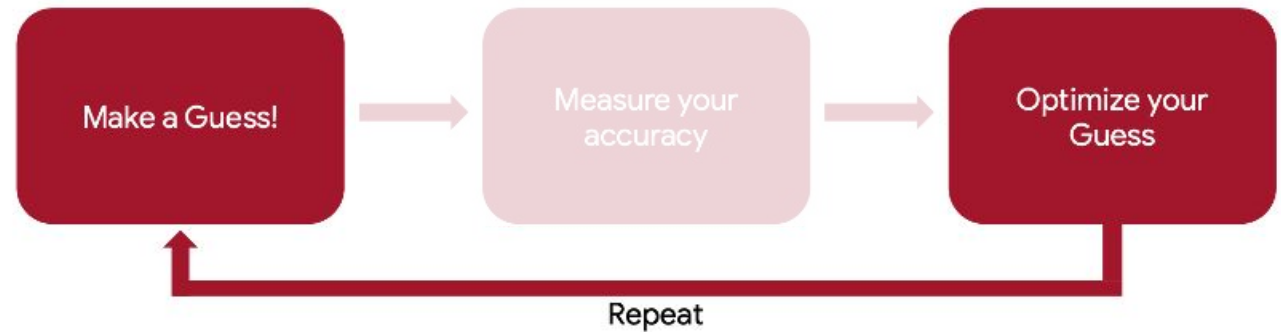 Make a Guess!
Measure your
accuracy
Optimize your
Guess
Repeat